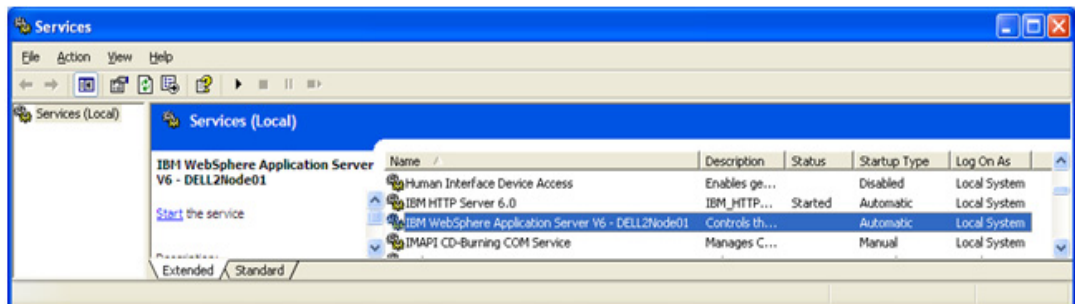 Services
File Action View Help
Services (Local)
Services (Local)
IBM WebSphere Application Server V6 - DELL2Node01
Start the service
Name / Description Status Startup Type Log On As
Human Interface Device Access Enables ge... Disabled Local System
IBM HTTP Server 6.0 IBM_HTTP... Started Automatic Local System
IBM WebSphere Application Server V6 - DELL2Node01 Controls th... Automatic Local System
IMAPI CD-Burning COM Service Manages C... Manual Local System
Extended Standard